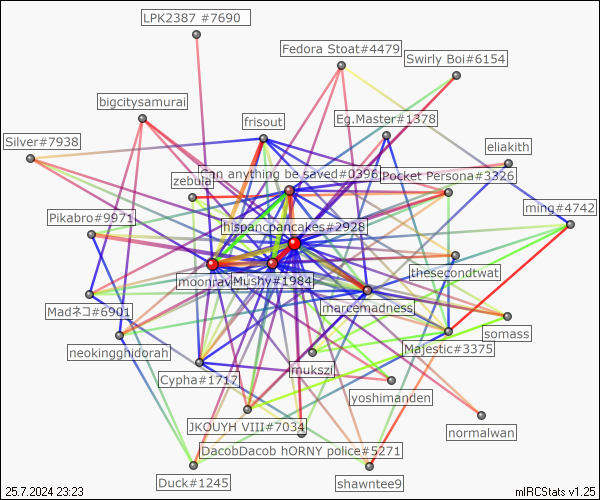 LPK2387 #7690
Fedora Stoat#4479
Swirly Boi#6154
bigcitysamurai
frisout
Eg.Master#1378
Silver#7938
eliakith
Can anything be saved#0396
Pocket Persona#3326
zebula
Pikabro#9971
ming#4742
hispancpancakes#2928
moonrav
Mushy#1984
thesecondtwat
Madネコ#6901
marcemadness
somass
neokingghidorah
Majestic#3375
mukszi
Cypha#1717
yoshimanden
JKOUYH VIII#7034
normalwan
DacobDacob hORNY police#5271
Duck#1245
shawntee9
25.7.2024 23:23
mIRCStats v1.25